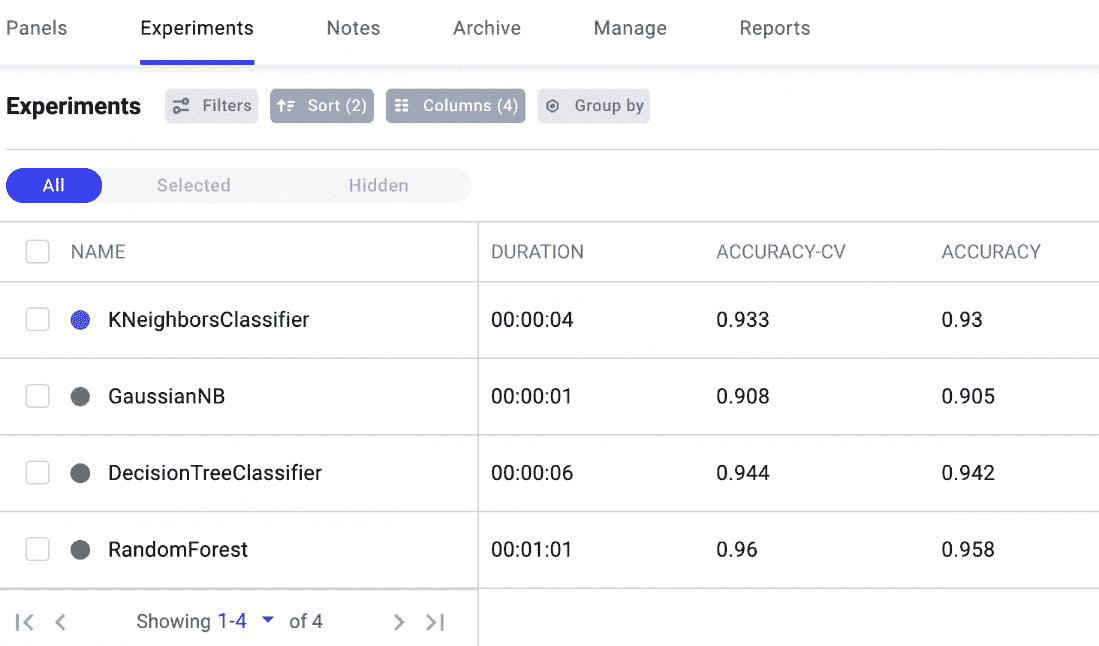 Panels Experiments Notes Archive Manage Reports
Experiments Filters Sort (2) Columns (4) Group by
All Selected Hidden
NAME DURATION ACCURACY-CV ACCURACY
KNeighborsClassifier 00:00:04 0.933 0.93
GaussianNB 00:00:01 0.908 0.905
DecisionTreeClassifier 00:00:06 0.944 0.942
RandomForest 00:01:01 0.96 0.958
Showing 1-4 of 4